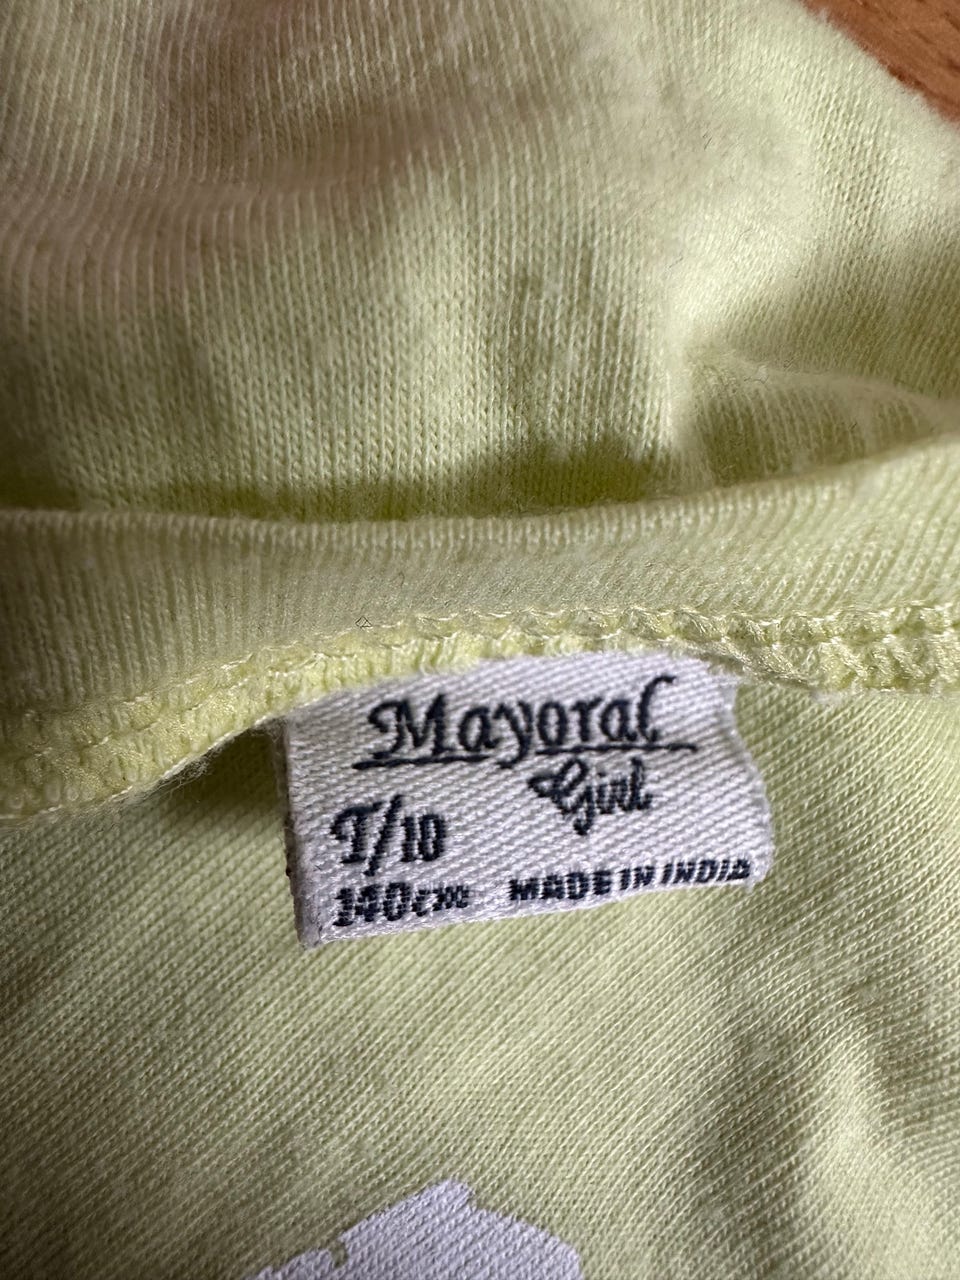 Mayoral
Girl
T/10
140cm MADE IN INDIA